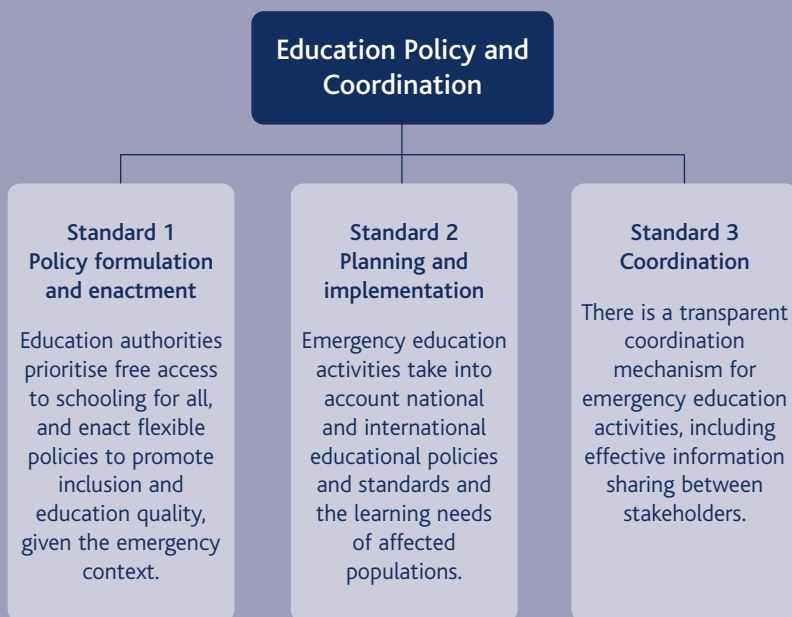 Education Policy and
Coordination
Standard 1
Policy formulation
and enactment
Education authorities
prioritise free access
to schooling for all,
and enact flexible
policies to promote
inclusion and
education quality,
given the emergency
context.
Standard 2
Planning and
implementation
Emergency education
activities take into
account national
and international
educational policies
and standards and
the learning needs
of affected
populations.
Standard 3
Coordination
There is a transparent
coordination
mechanism for
emergency education
activities, including
effective information
sharing between
stakeholders.